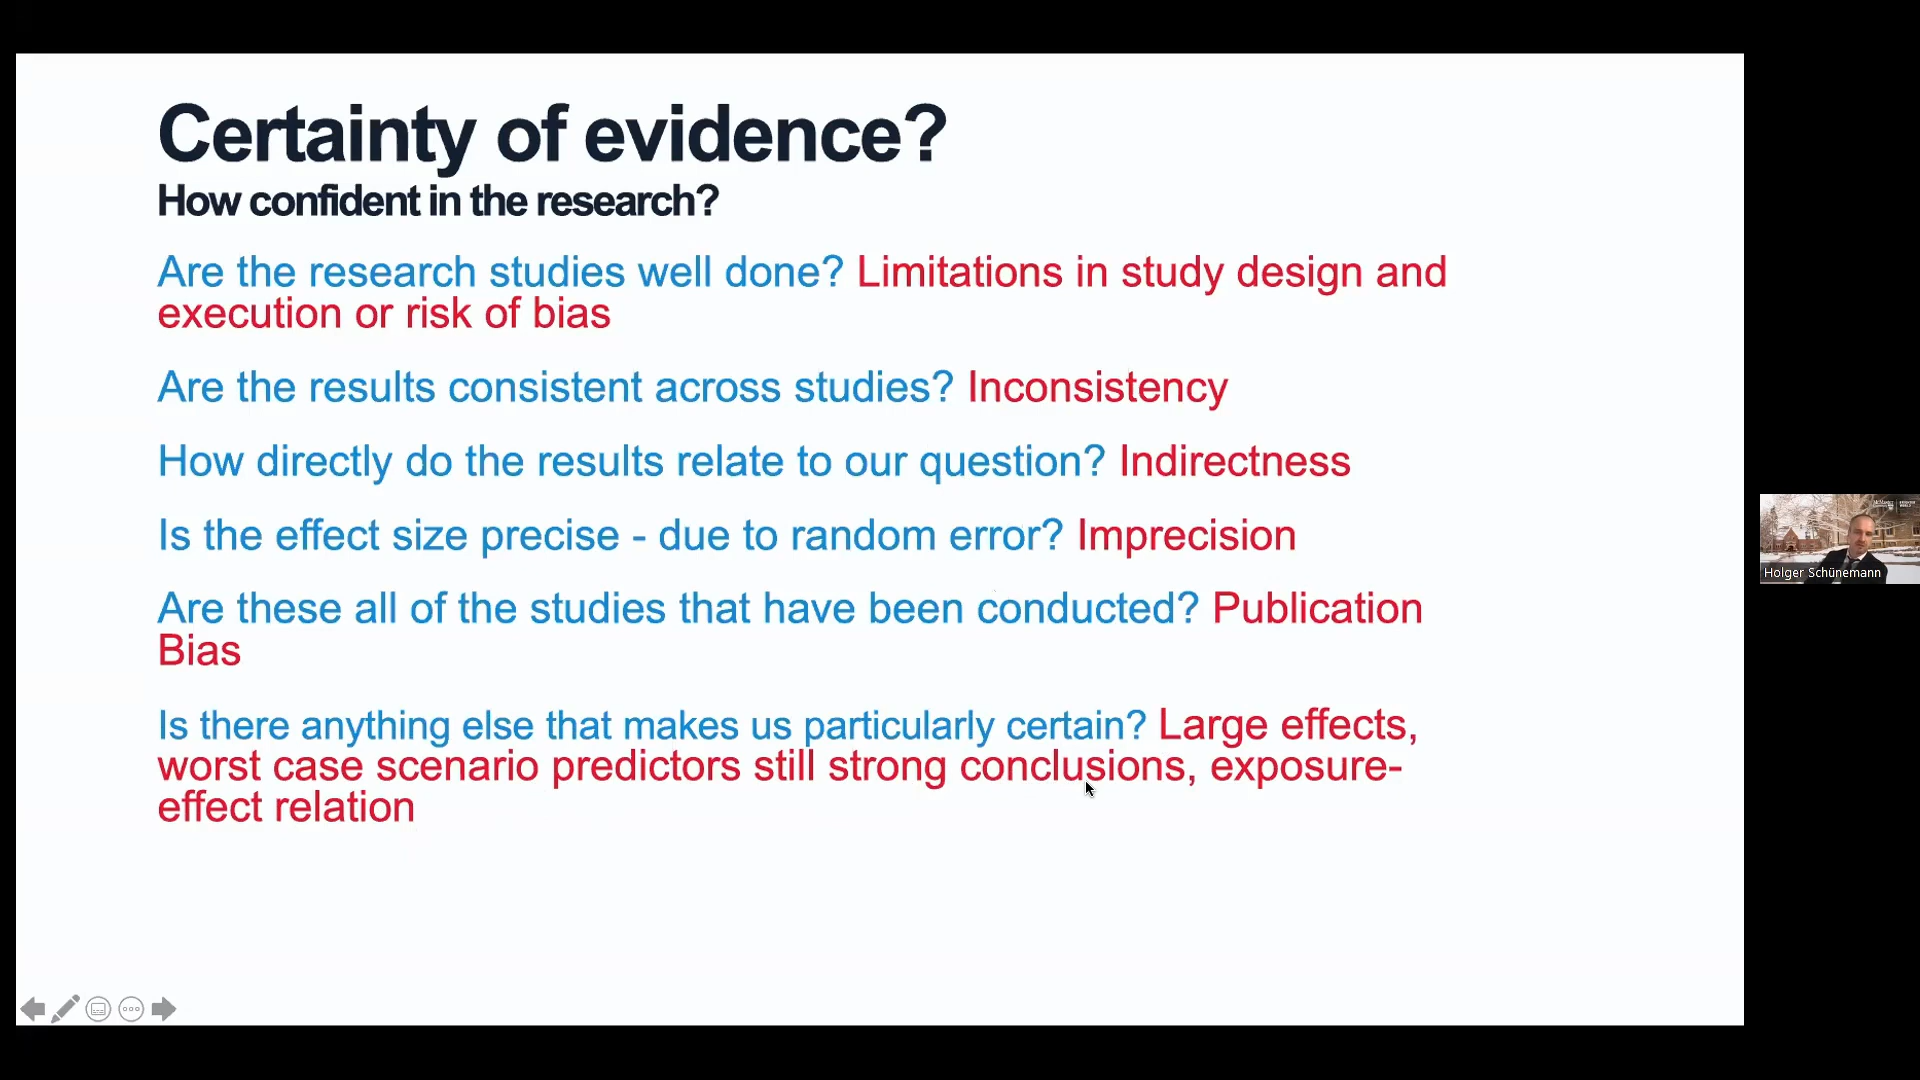 Certainty of evidence?
How confident in the research?
Are the research studies well done? Limitations in study design and
execution or risk of bias
Are the results consistent across studies? Inconsistency
How directly do the results relate to our question? Indirectness
Is the effect size precise - due to random error? Imprecision
Are these all of the studies that have been conducted? Publication
Bias
Is there anything else that makes us particularly certain? Large effects,
worst case scenario predictors still strong conclusions, exposure-
effect relation
Holger Schünemann